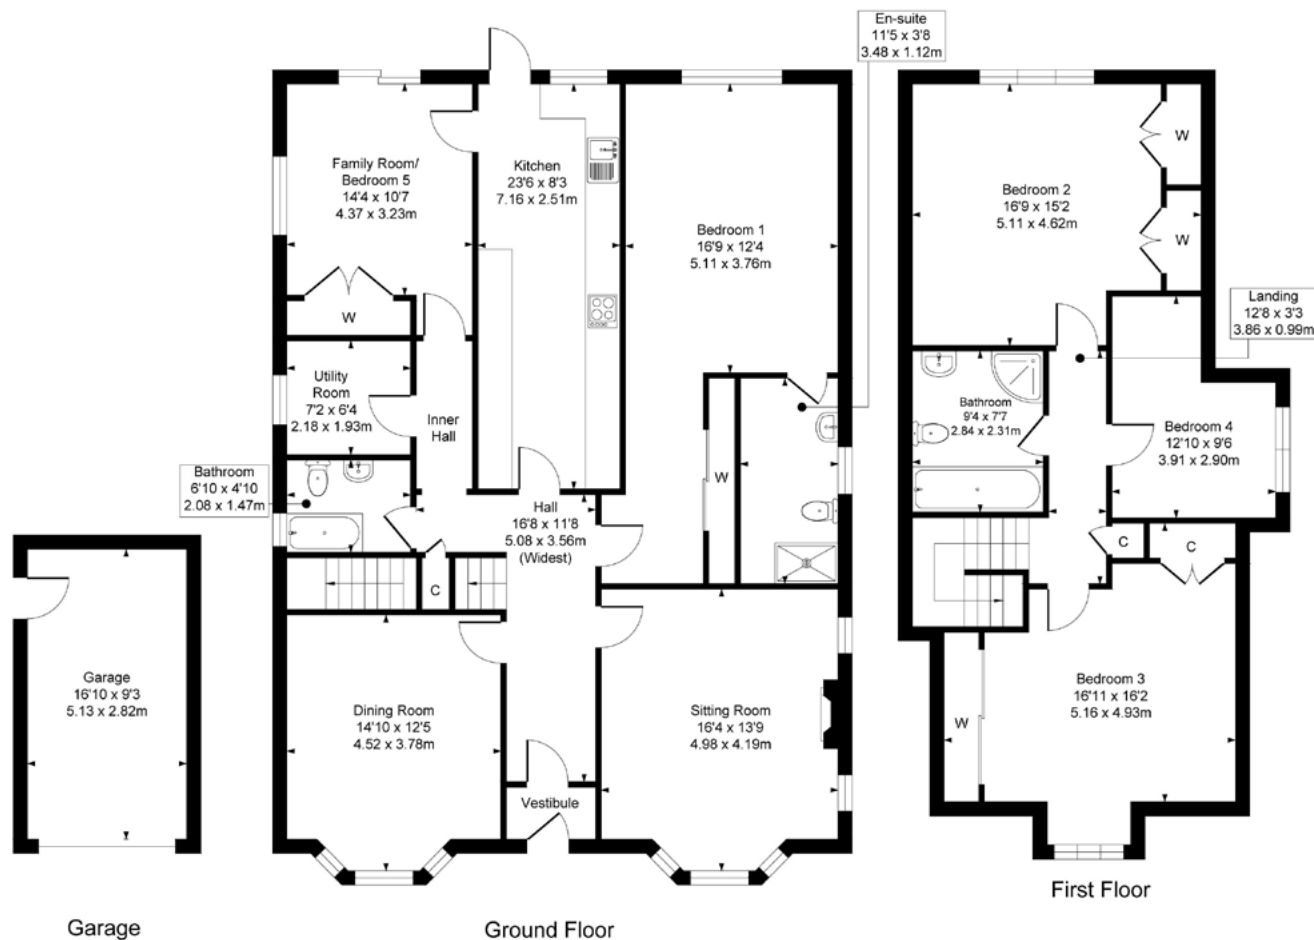 En-suite
11'5 x 3'8
3.48 x 1.12m
Family Room/
Bedroom 5
14'4 x 10'7
4.37 x 3.23m
W
Kitchen
23'6 x 8'3
7.16 x 2.51m
Bedroom 1
16'9 x 12'4
5.11 x 3.76m
W
Utility
Room
7'2 x 6'4
2.18 x 1.93m
Inner
Hall
Bathroom
6'10 x 4'10
2.08 x 1.47m
Hall
16'8 x 11'8
5.08 x 3.56m
(Widest)
C
Dining Room
14'10 x 12'5
4.52 x 3.78m
Sitting Room
16'4 x 13'9
4.98 x 4.19m
Vestibule
Ground Floor
Garage
16'10 x 9'3
5.13 x 2.82m
Garage
Bedroom 2
16'9 x 15'2
5.11 x 4.62m
W
W
Landing
12'8 x 3'3
3.86 x 0.99m
Bathroom
9'4 x 7'7
2.84 x 2.31m
Bedroom 4
12'10 x 9'6
3.91 x 2.90m
C
C
Bedroom 3
16'11 x 16'2
5.16 x 4.93m
W
First Floor